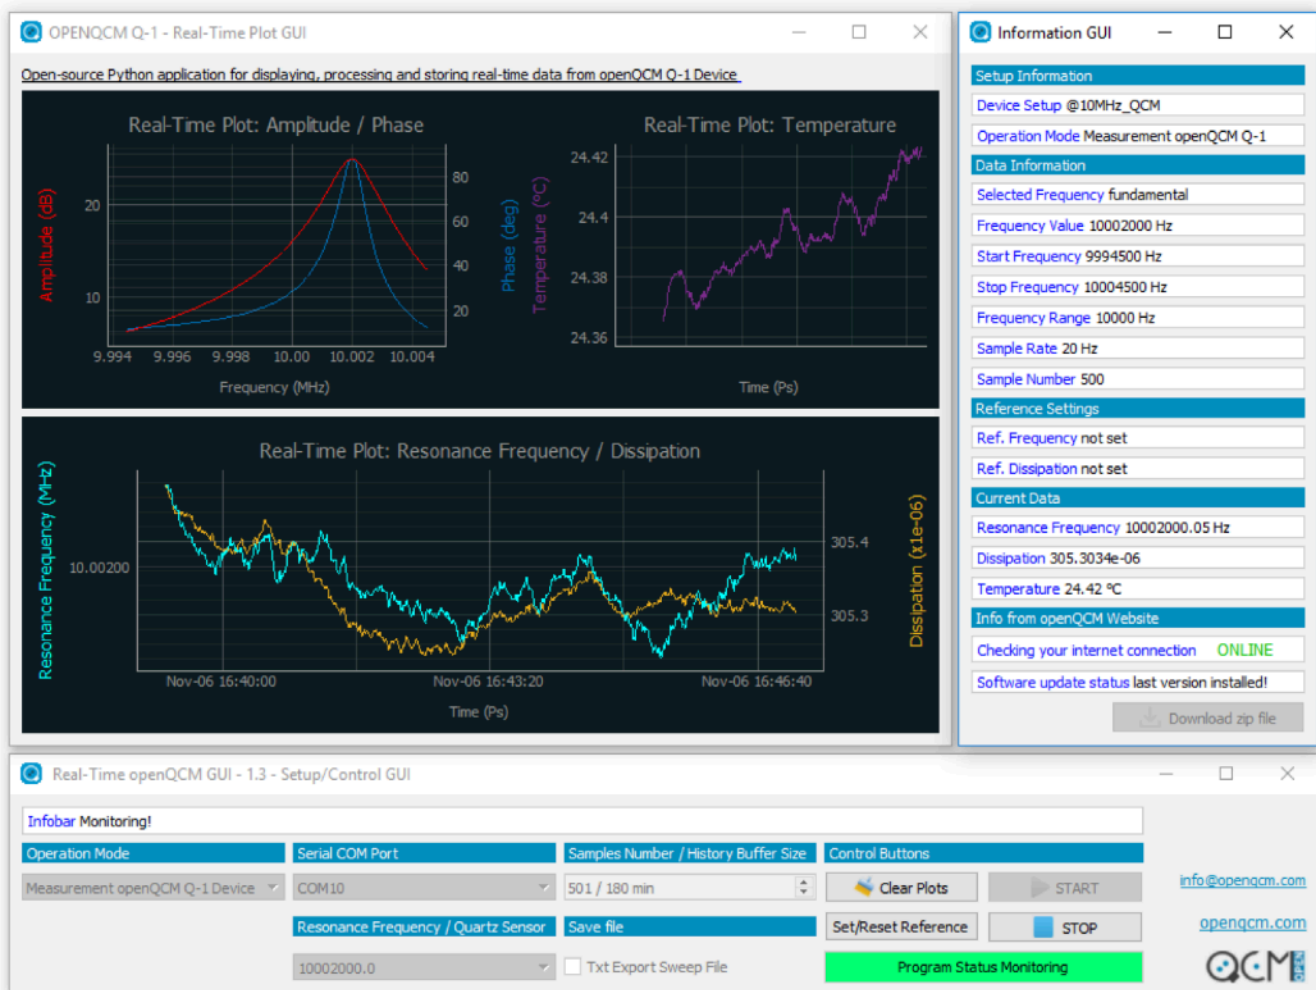 OPENQCM Q-1 - Real-Time Plot GUI
Open-source Python application for displaying, processing and storing real-time data from openQCM Q-1 Device
Real-Time Plot: Amplitude / Phase
Amplitude (dB)
20
10
80
60
40
20
Phase (deg)
9.994 9.996 9.998 10.00 10.002 10.004
Frequency (MHz)
Real-Time Plot: Temperature
Temperature (°C)
24.42
24.4
24.38
24.36
Time (Ps)
Real-Time Plot: Resonance Frequency / Dissipation
Resonance Frequency (MHz)
10.00200
305.4
305.3
Dissipation (x1e-06)
Nov-06 16:40:00 Nov-06 16:43:20 Nov-06 16:46:40
Time (Ps)
Information GUI
Setup Information
Device Setup @10MHz_QCM
Operation Mode Measurement openQCM Q-1
Data Information
Selected Frequency fundamental
Frequency Value 10002000 Hz
Start Frequency 9994500 Hz
Stop Frequency 10004500 Hz
Frequency Range 10000 Hz
Sample Rate 20 Hz
Sample Number 500
Reference Settings
Ref. Frequency not set
Ref. Dissipation not set
Current Data
Resonance Frequency 10002000.05 Hz
Dissipation 305.3034e-06
Temperature 24.42 °C
Info from openQCM Website
Checking your internet connection ONLINE
Software update status last version installed!
Download zip file
Real-Time openQCM GUI - 1.3 - Setup/Control GUI
Infobar Monitoring!
Operation Mode Serial COM Port Samples Number / History Buffer Size Control Buttons
Measurement openQCM Q-1 Device COM10 501 / 180 min Clear Plots START info@openqcm.com
Resonance Frequency / Quartz Sensor Save file Set/Reset Reference STOP openqcm.com
10002000.0 Txt Export Sweep File Program Status Monitoring QCM OPEN